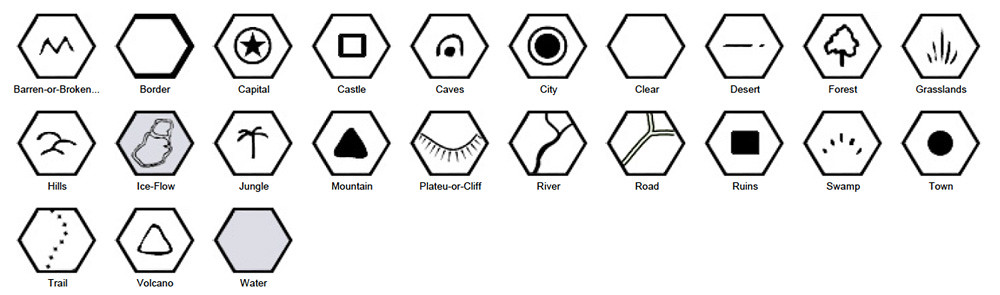 Barren-or-Broken... Border Capital Castle Caves City Clear Desert Forest Grasslands
Hills Ice-Flow Jungle Mountain Plateu-or-Cliff River Road Ruins Swamp Town
Trail Volcano Water